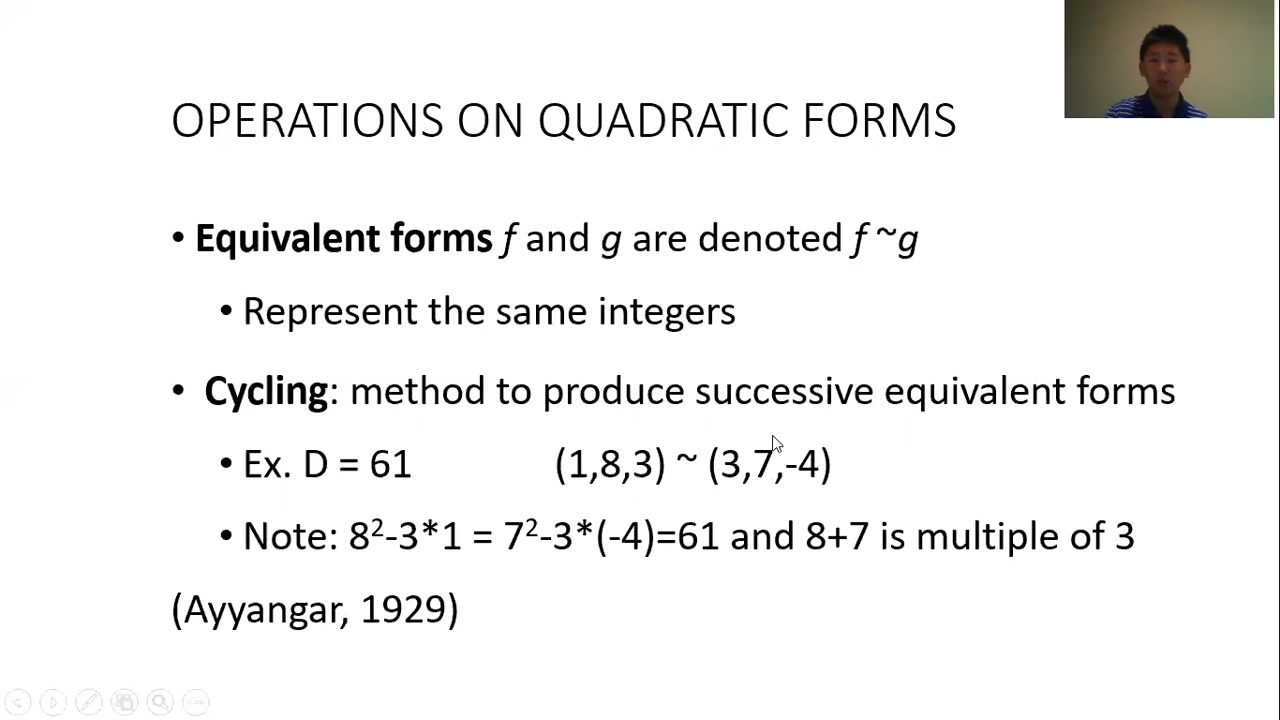 OPERATIONS ON QUADRATIC FORMS
• Equivalent forms f and g are denoted f ~g
• Represent the same integers
• Cycling: method to produce successive equivalent forms
• Ex. D = 61 (1,8,3) ~ (3,7,-4)
• Note: 8²-3*1 = 7²-3*(-4)=61 and 8+7 is multiple of 3
(Ayyangar, 1929)